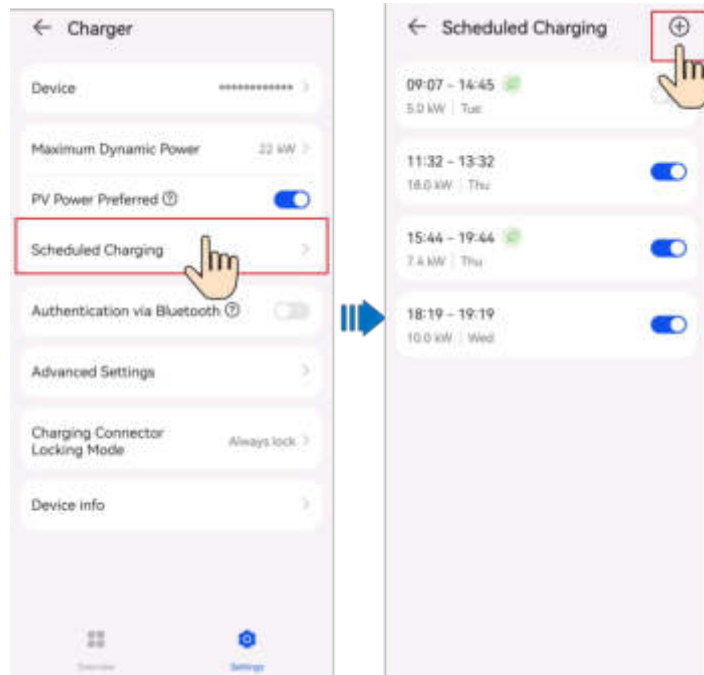 Charger
Device
Maximum Dynamic Power 22 kW
PV Power Preferred
Scheduled Charging
Authentication via Bluetooth
Advanced Settings
Charging Connector
Locking Mode
Always lock
Device info
Overview
Settings
Scheduled Charging
09:07 - 14:45
5.0 kW | Tue
11:32 - 13:32
18.0 kW | Thu
15:44 - 19:44
7.4 kW | Thu
18:19 - 19:19
10.0 kW | Wed